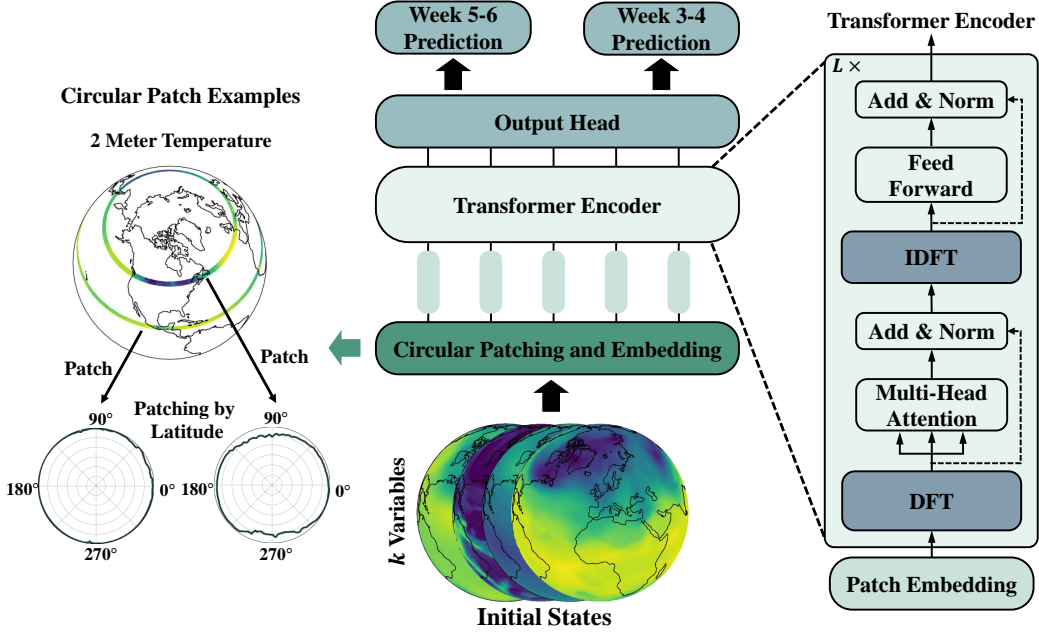 Circular Patch Examples
2 Meter Temperature
Patch
Patch
Patching by
Latitude
90°
180°
0°
270°
90°
180°
0°
270°
Week 5-6
Prediction
Week 3-4
Prediction
Output Head
Transformer Encoder
Circular Patching and Embedding
k Variables
Initial States
Transformer Encoder
L ×
Add & Norm
Feed
Forward
IDFT
Add & Norm
Multi-Head
Attention
DFT
Patch Embedding